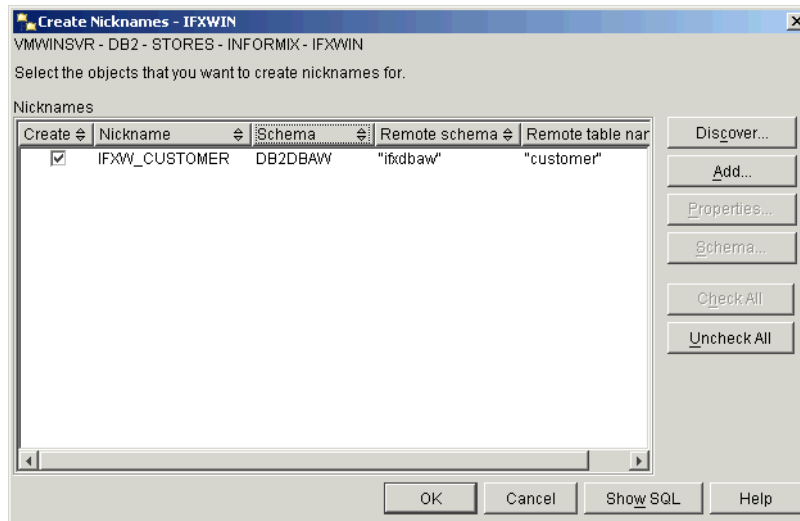 Create Nicknames - IFXWIN
VMWINSVR - DB2 - STORES - INFORMIX - IFXWIN
Select the objects that you want to create nicknames for.
Nicknames
Create Nickname Schema Remote schema Remote table nar
IFXW_CUSTOMER DB2DBAW "ifxdbaw" "customer"
Discover...
Add...
Properties...
Schema...
Check All
Uncheck All
OK Cancel Show SQL Help